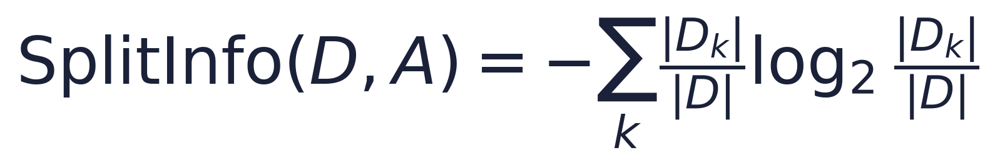 SplitInfo(D, A) = −∑_k |D_k|/|D| log₂ |D_k|/|D|